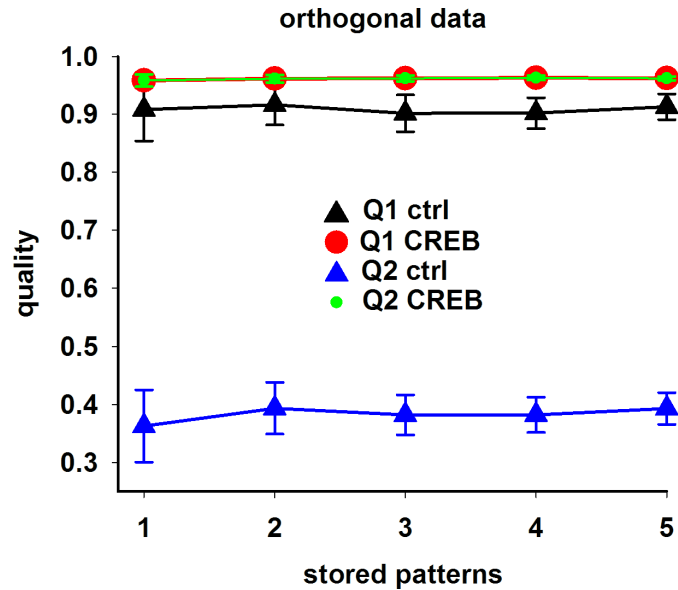 orthogonal data
1.0
0.9
0.8
0.7
0.6
0.5
0.4
0.3
quality
Q1 ctrl
Q1 CREB
Q2 ctrl
Q2 CREB
1 2 3 4 5
stored patterns